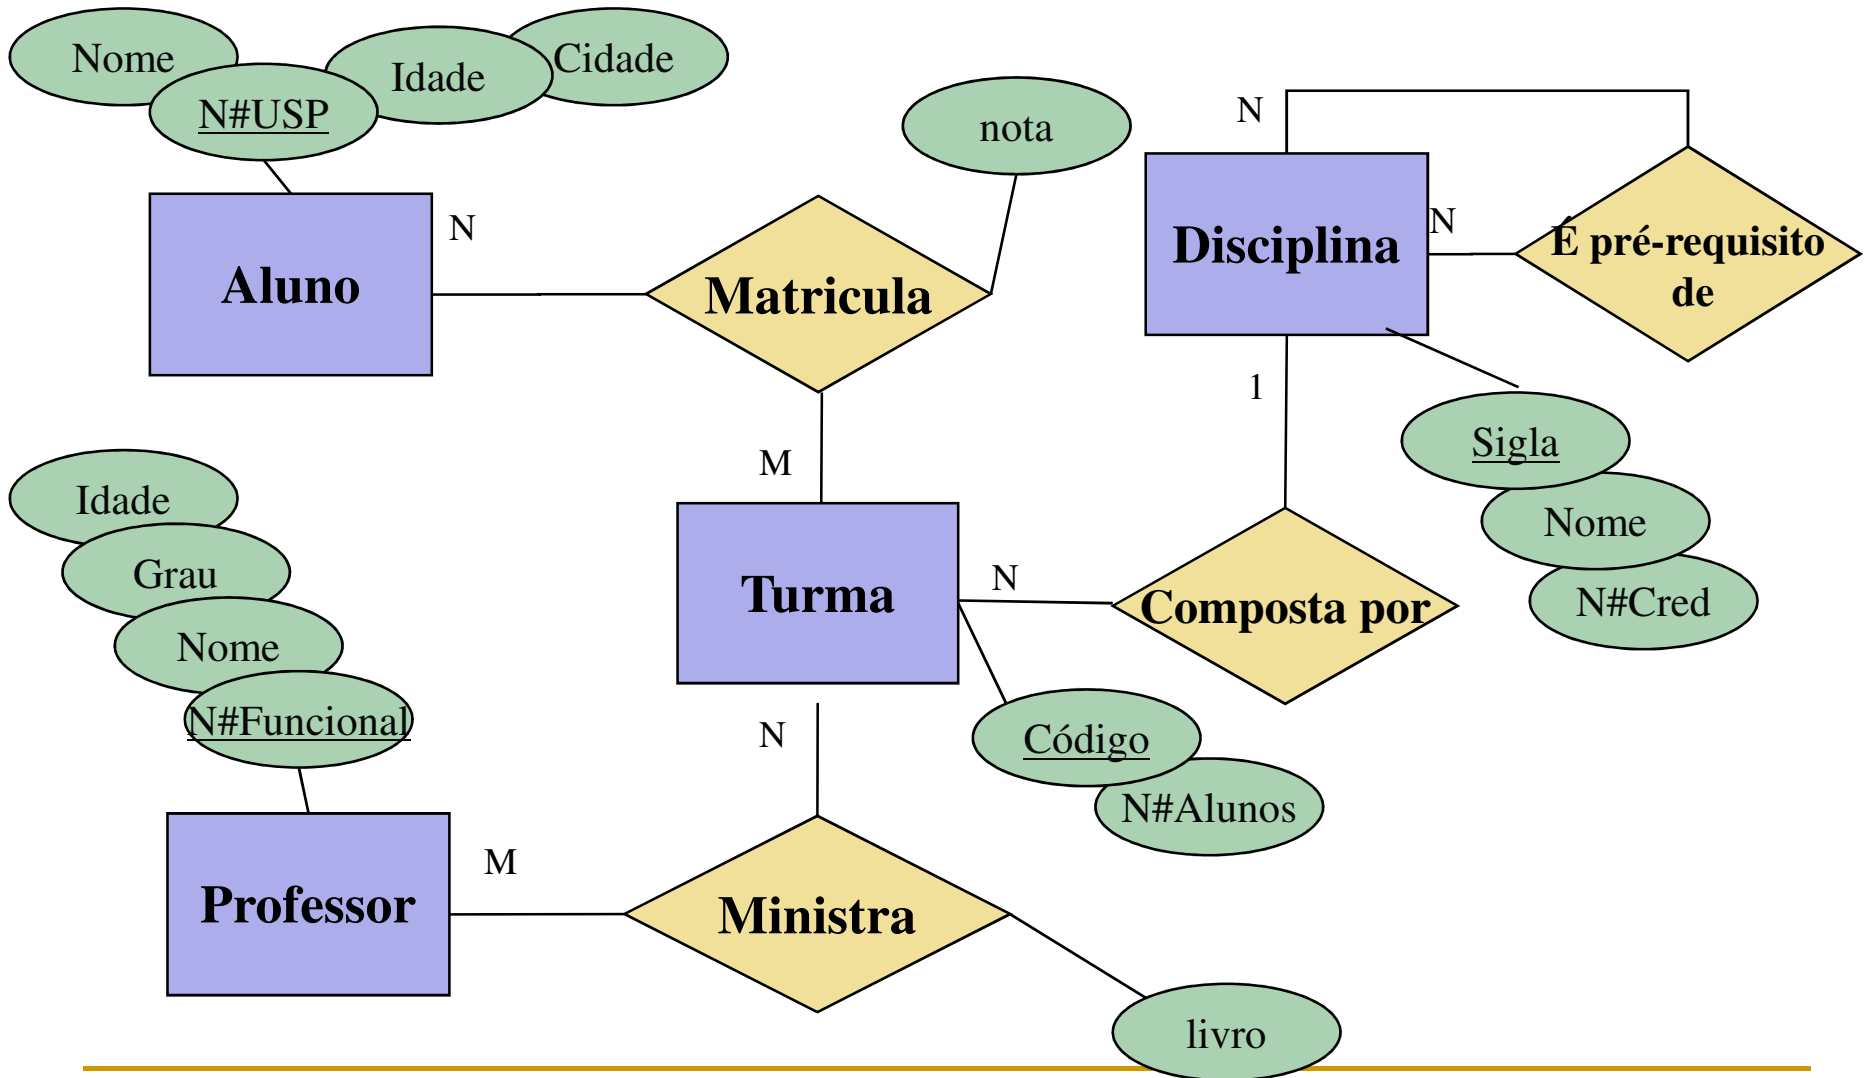 Nome
N#USP
Idade
Cidade
nota
N
N
Aluno
Matricula
Disciplina
N
É pré-requisito
de
1
M
Sigla
Nome
N#Cred
Idade
Grau
Nome
N#Funcional
Turma
N
Composta por
N
Código
N#Alunos
Professor
M
Ministra
livro